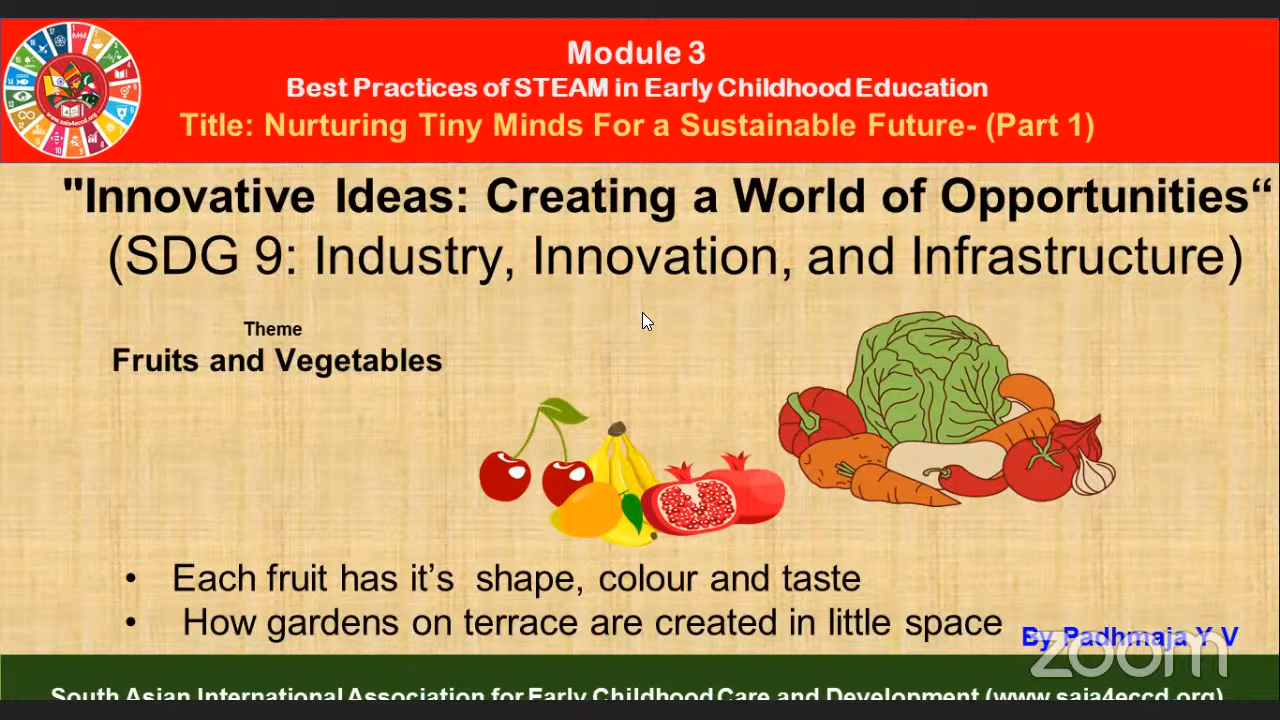 Module 3
Best Practices of STEAM in Early Childhood Education
Title: Nurturing Tiny Minds For a Sustainable Future- (Part 1)
"Innovative Ideas: Creating a World of Opportunities“
(SDG 9: Industry, Innovation, and Infrastructure)
Theme
Fruits and Vegetables
• Each fruit has it’s shape, colour and taste
• How gardens on terrace are created in little space
By Padhmaja Y V
zoom
South Asian International Association for Early Childhood Care and Development (www.saia4eccd.org)